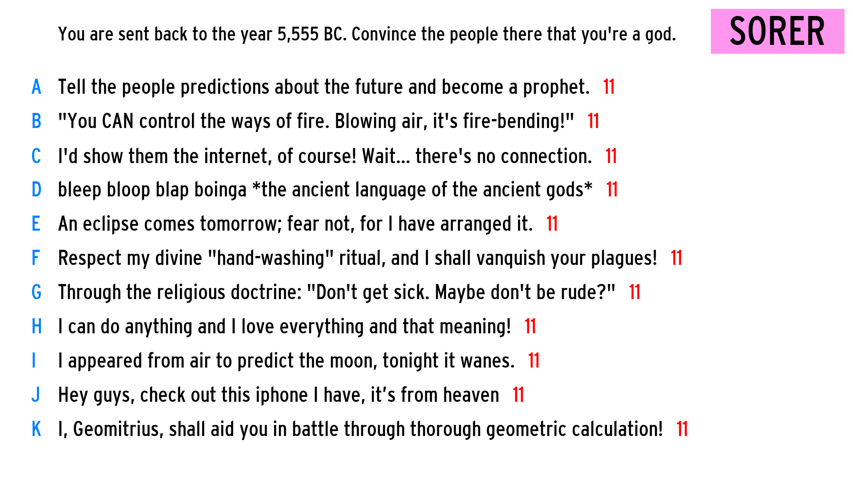 You are sent back to the year 5,555 BC. Convince the people there that you're a god.
SORER
A Tell the people predictions about the future and become a prophet. 11
B "You CAN control the ways of fire. Blowing air, it's fire-bending!" 11
C I'd show them the internet, of course! Wait... there's no connection. 11
D bleep bloop blap boinga *the ancient language of the ancient gods* 11
E An eclipse comes tomorrow; fear not, for I have arranged it. 11
F Respect my divine "hand-washing" ritual, and I shall vanquish your plagues! 11
G Through the religious doctrine: "Don't get sick. Maybe don't be rude?" 11
H I can do anything and I love everything and that meaning! 11
I I appeared from air to predict the moon, tonight it wanes. 11
J Hey guys, check out this iphone I have, it’s from heaven 11
K I, Geomitrius, shall aid you in battle through thorough geometric calculation! 11